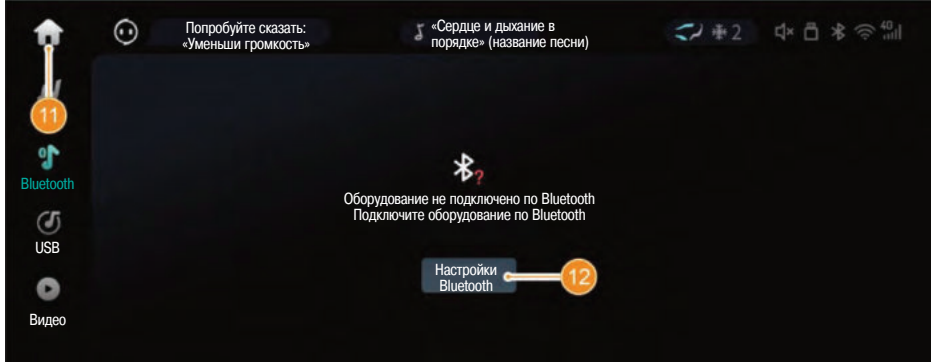 Попробуйте сказать:
«Уменьши громкость»
«Сердце и дыхание в
порядке» (название песни)
2
4G
11
Bluetooth
USB
Видео
?
Оборудование не подключено по Bluetooth
Подключите оборудование по Bluetooth
Настройки
Bluetooth
12